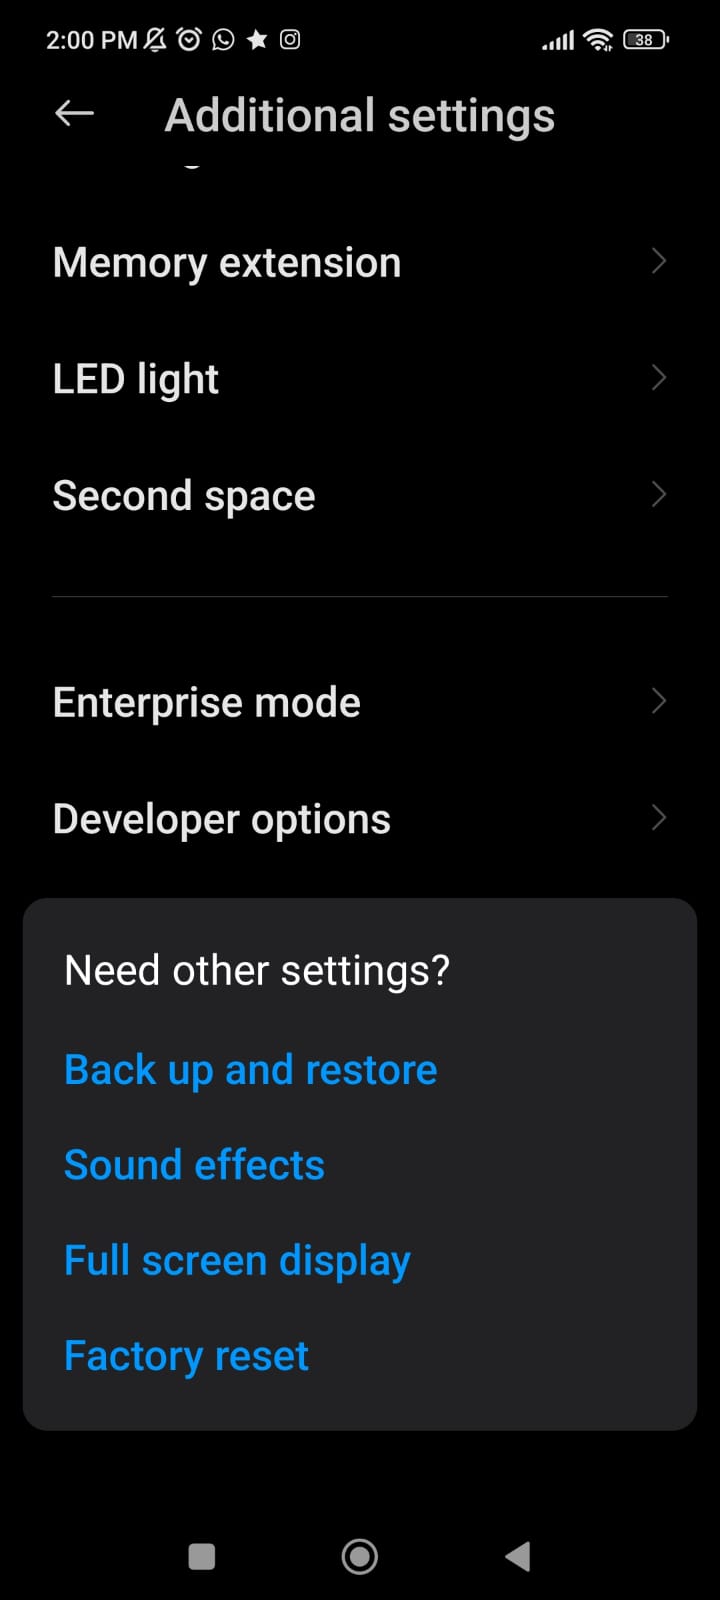 2:00 PM 38
Additional settings
Memory extension
LED light
Second space
Enterprise mode
Developer options
Need other settings?
Back up and restore
Sound effects
Full screen display
Factory reset